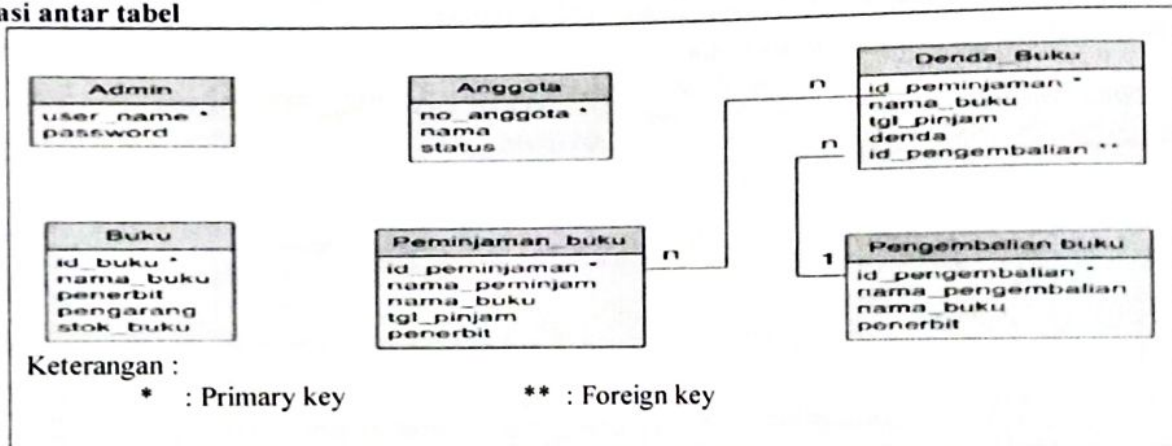 asi antar tabel
Admin
user_name *
password
Anggota
no_anggota *
nama
status
n
Denda_Buku
id_peminjaman *
nama_buku
tgl_pinjam
denda
id_pengembalian **
n
Buku
id_buku *
nama_buku
penerbit
pengarang
stok_buku
Peminjaman_buku
id_peminjaman *
nama_peminjam
nama_buku
tgl_pinjam
penerbit
n
1
Pengembalian buku
id_pengembalian *
nama_pengembalian
nama_buku
penerbit
Keterangan :
* : Primary key ** : Foreign key